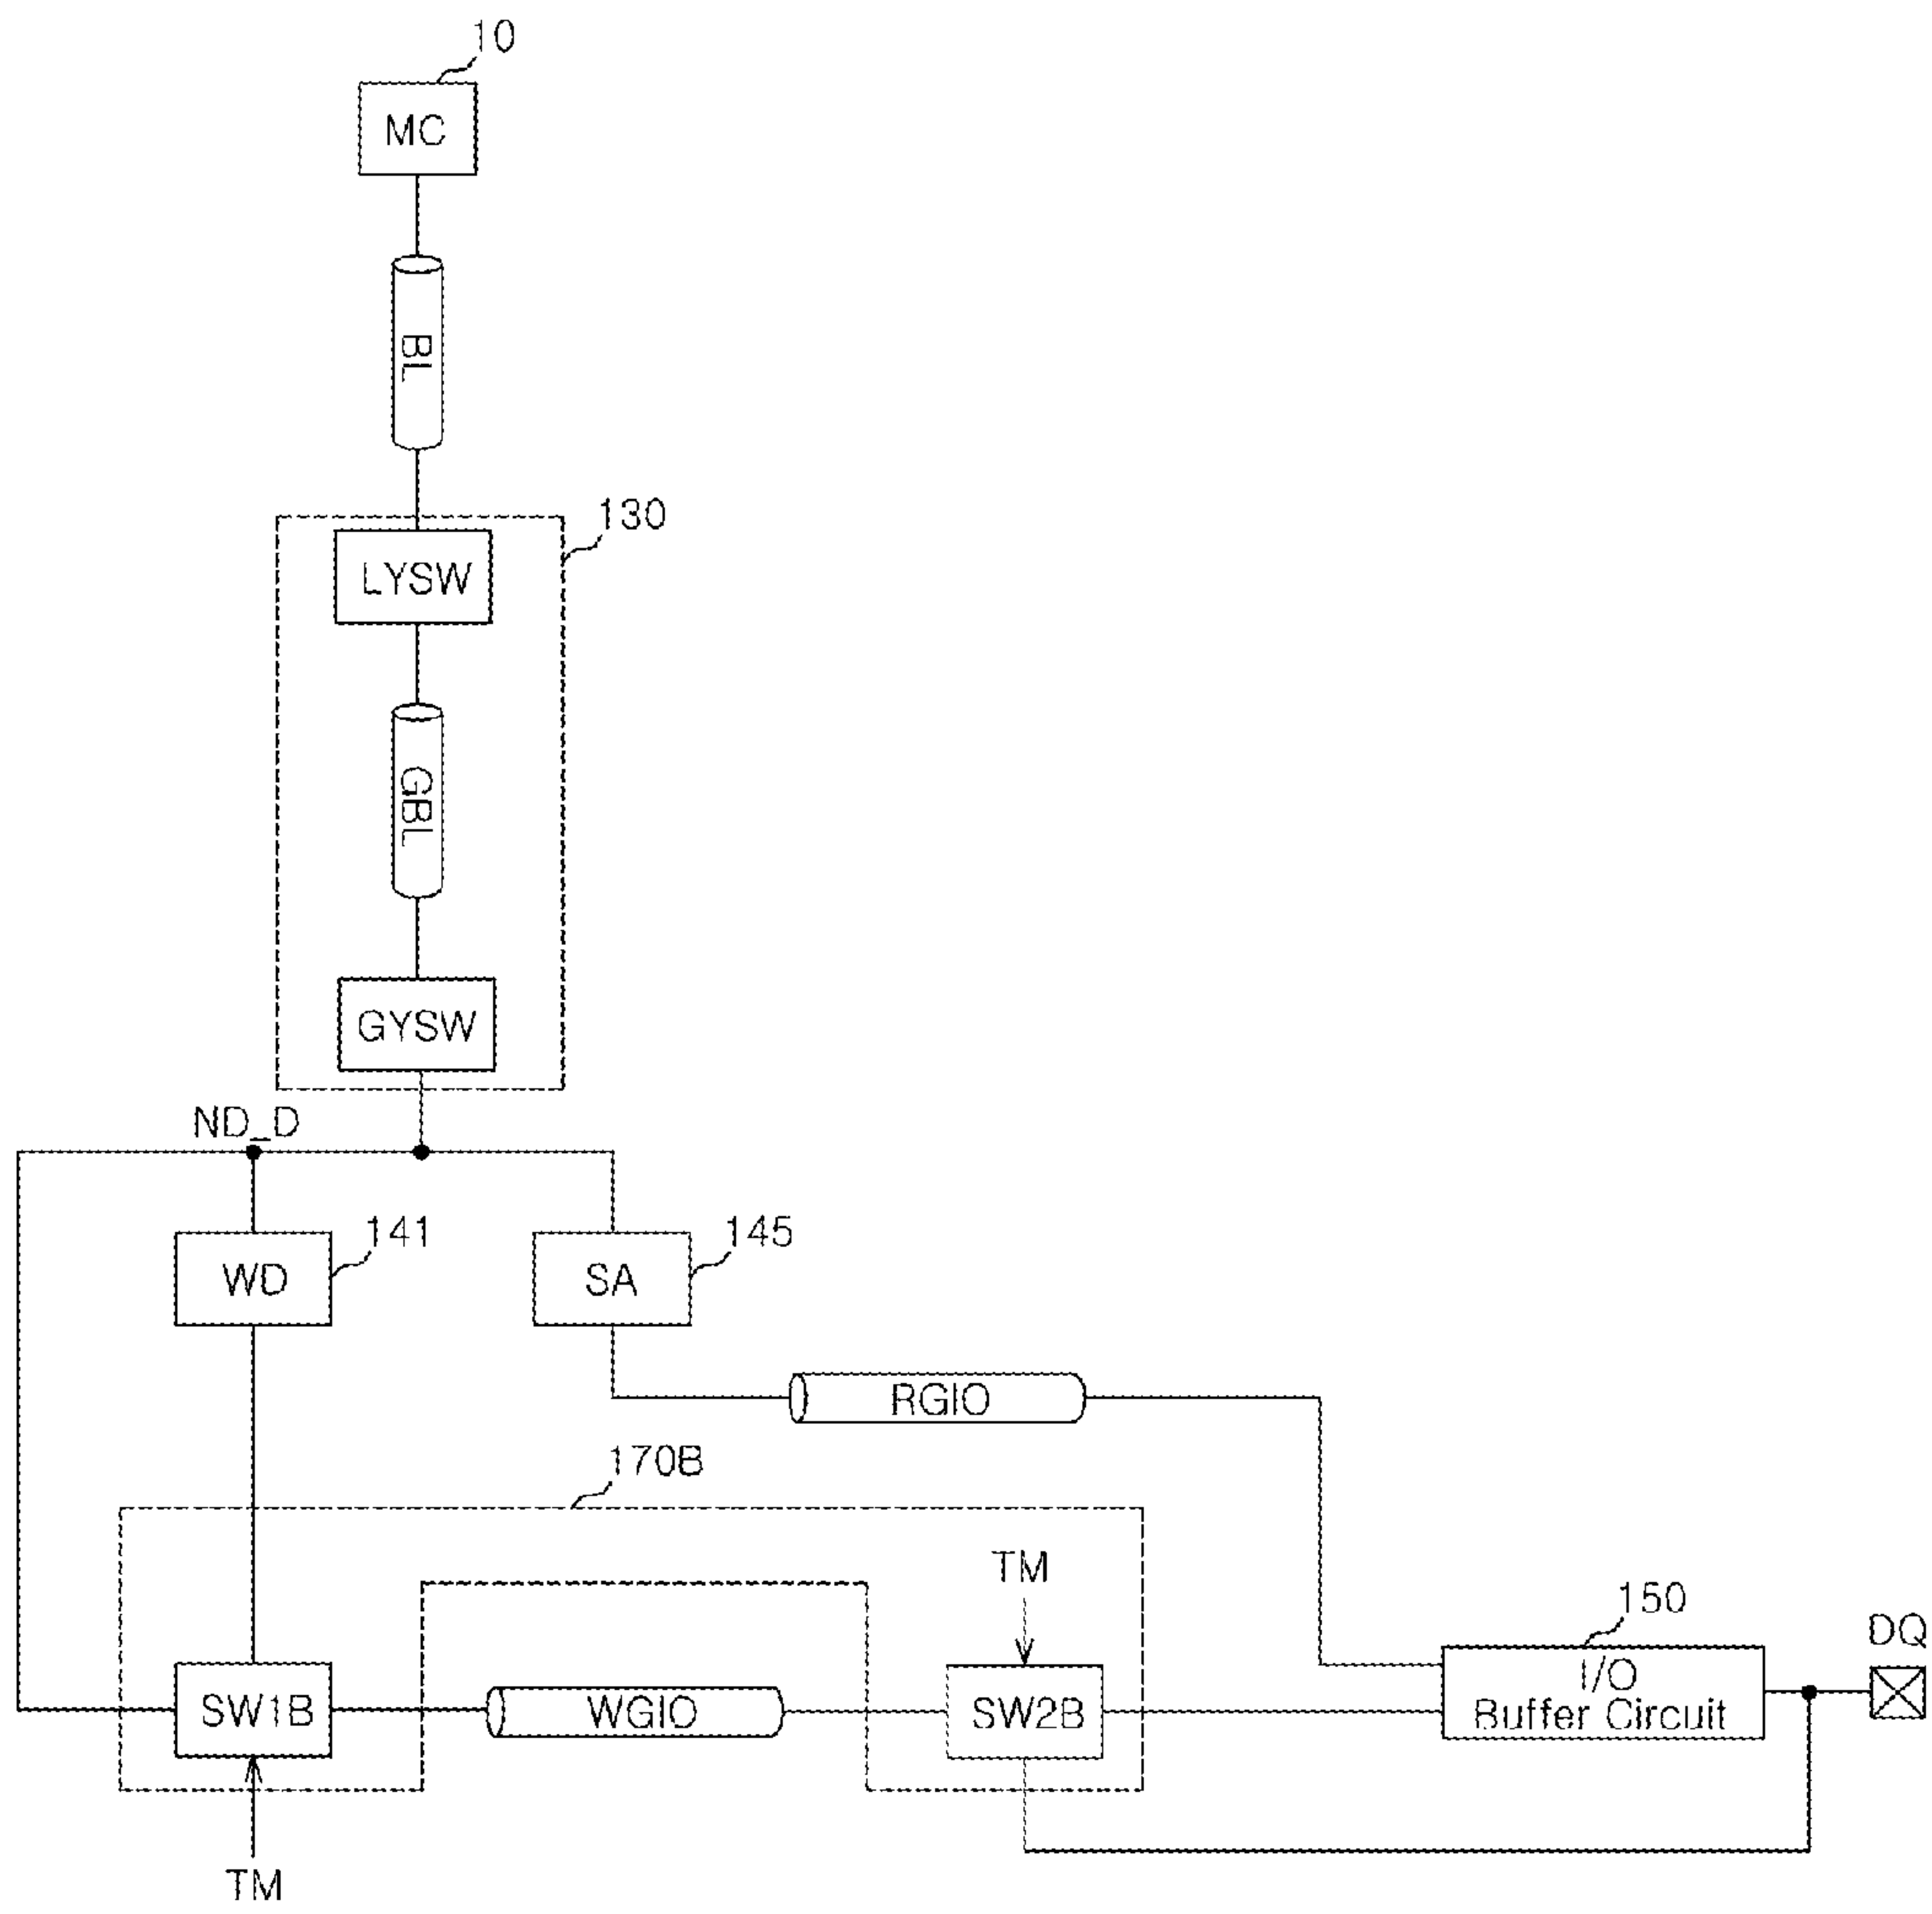 10
MC
BL
130
LYSW
GBL
GYSW
ND_D
141
145
WD
SA
RGIO
170B
TM
150
DQ
I/O
Buffer Circuit
SW1B
WGIO
SW2B
TM